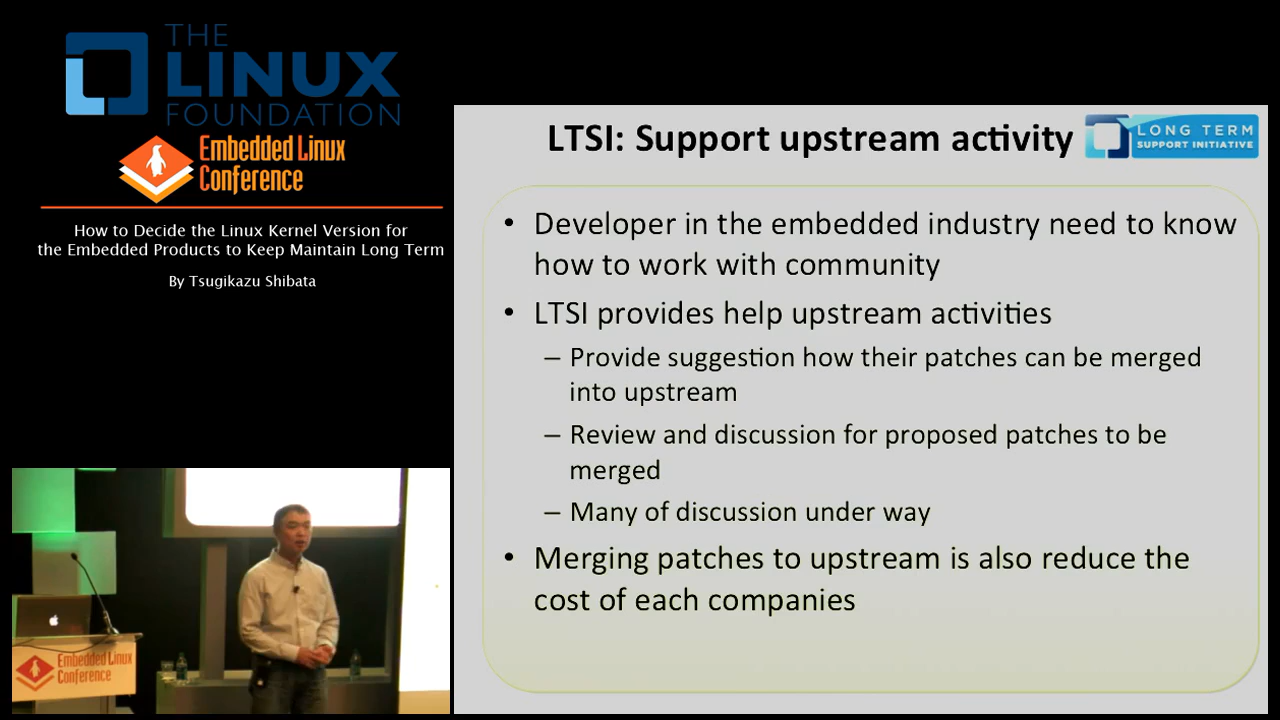 THE
LINUX
FOUNDATION
Embedded Linux
Conference
How to Decide the Linux Kernel Version for
the Embedded Products to Keep Maintain Long Term
By Tsugikazu Shibata
LTSI: Support upstream activity
LONG TERM
SUPPORT INITIATIVE
• Developer in the embedded industry need to know
how to work with community
• LTSI provides help upstream activities
– Provide suggestion how their patches can be merged
into upstream
– Review and discussion for proposed patches to be
merged
– Many of discussion under way
• Merging patches to upstream is also reduce the
cost of each companies
Embedded Linux
Conference